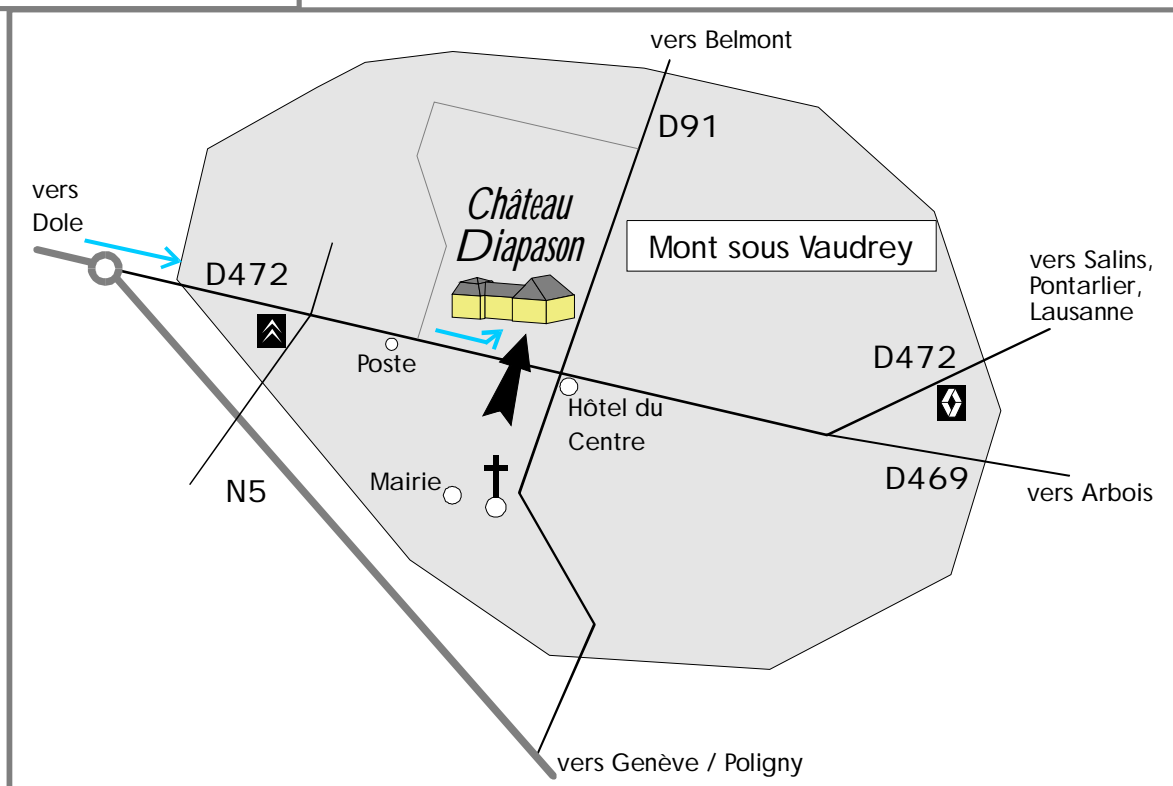 vers Belmont
D91
vers
Dole
Château
Diapason
Mont sous Vaudrey
D472
vers Salins,
Pontarlier,
Lausanne
Poste
D472
Hôtel du
Centre
Mairie
N5
D469
vers Arbois
vers Genève / Poligny